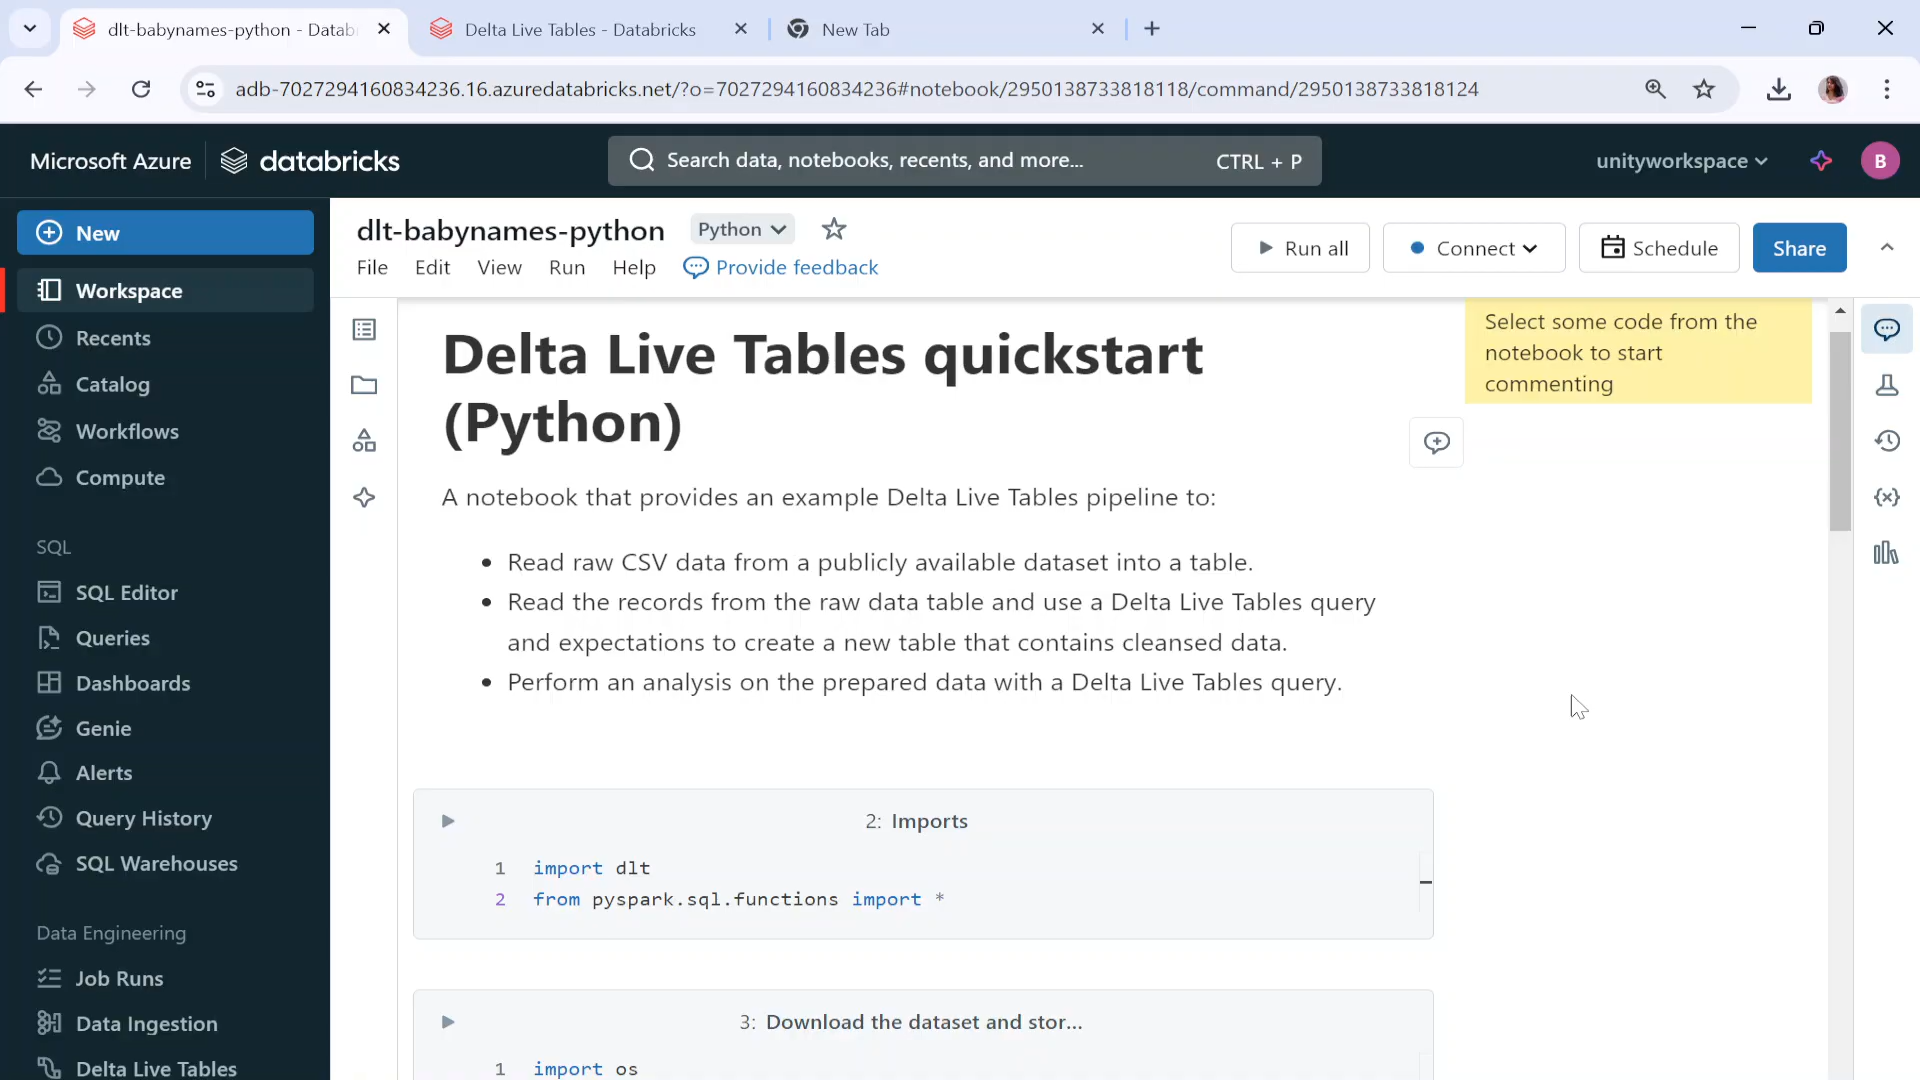 dlt-babynames-python - Datab
Delta Live Tables - Databricks
New Tab
adb-7027294160834236.16.azuredatabricks.net/?o=7027294160834236#notebook/2950138733818118/command/2950138733818124
Microsoft Azure
databricks
Search data, notebooks, recents, and more...
CTRL + P
unityworkspace
B
New
Workspace
Recents
Catalog
Workflows
Compute
SQL
SQL Editor
Queries
Dashboards
Genie
Alerts
Query History
SQL Warehouses
Data Engineering
Job Runs
Data Ingestion
Delta Live Tables
dlt-babynames-python
Python
File Edit View Run Help Provide feedback
Run all
Connect
Schedule
Share
Delta Live Tables quickstart
(Python)
A notebook that provides an example Delta Live Tables pipeline to:
• Read raw CSV data from a publicly available dataset into a table.
• Read the records from the raw data table and use a Delta Live Tables query
and expectations to create a new table that contains cleansed data.
• Perform an analysis on the prepared data with a Delta Live Tables query.
Select some code from the
notebook to start
commenting
2: Imports
1 import dlt
2 from pyspark.sql.functions import *
3: Download the dataset and stor...
1 import os